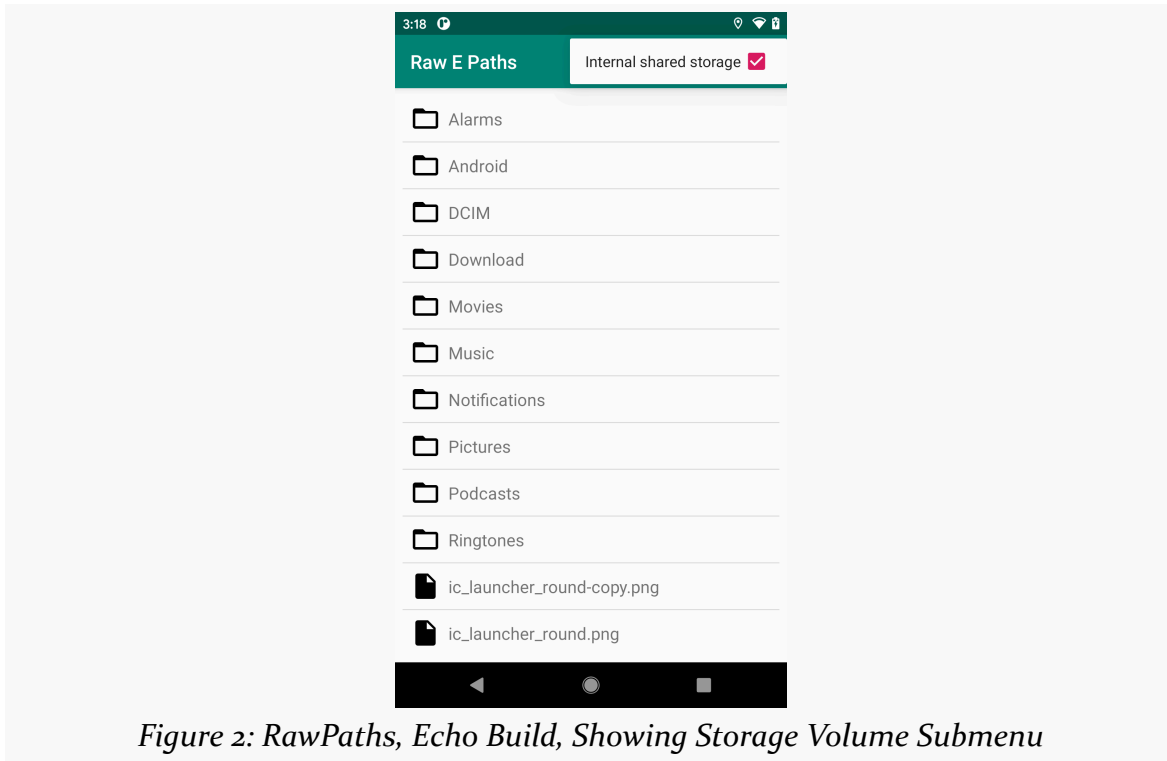 3:18
Raw E Paths
Internal shared storage
Alarms
Android
DCIM
Download
Movies
Music
Notifications
Pictures
Podcasts
Ringtones
ic_launcher_round-copy.png
ic_launcher_round.png
Figure 2: RawPaths, Echo Build, Showing Storage Volume Submenu